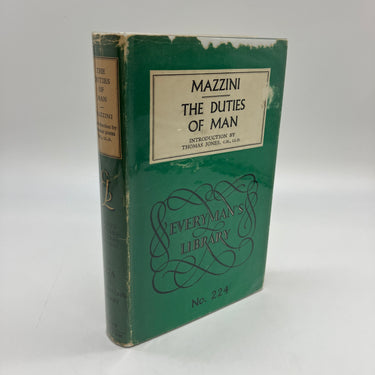 THE
DUTIES
OF
MAN
MAZZINI
MAZZINI
THE DUTIES
OF MAN
INTRODUCTION BY
THOMAS JONES, C.H., LL.D.
EVERYMAN'S
LIBRARY
No. 224